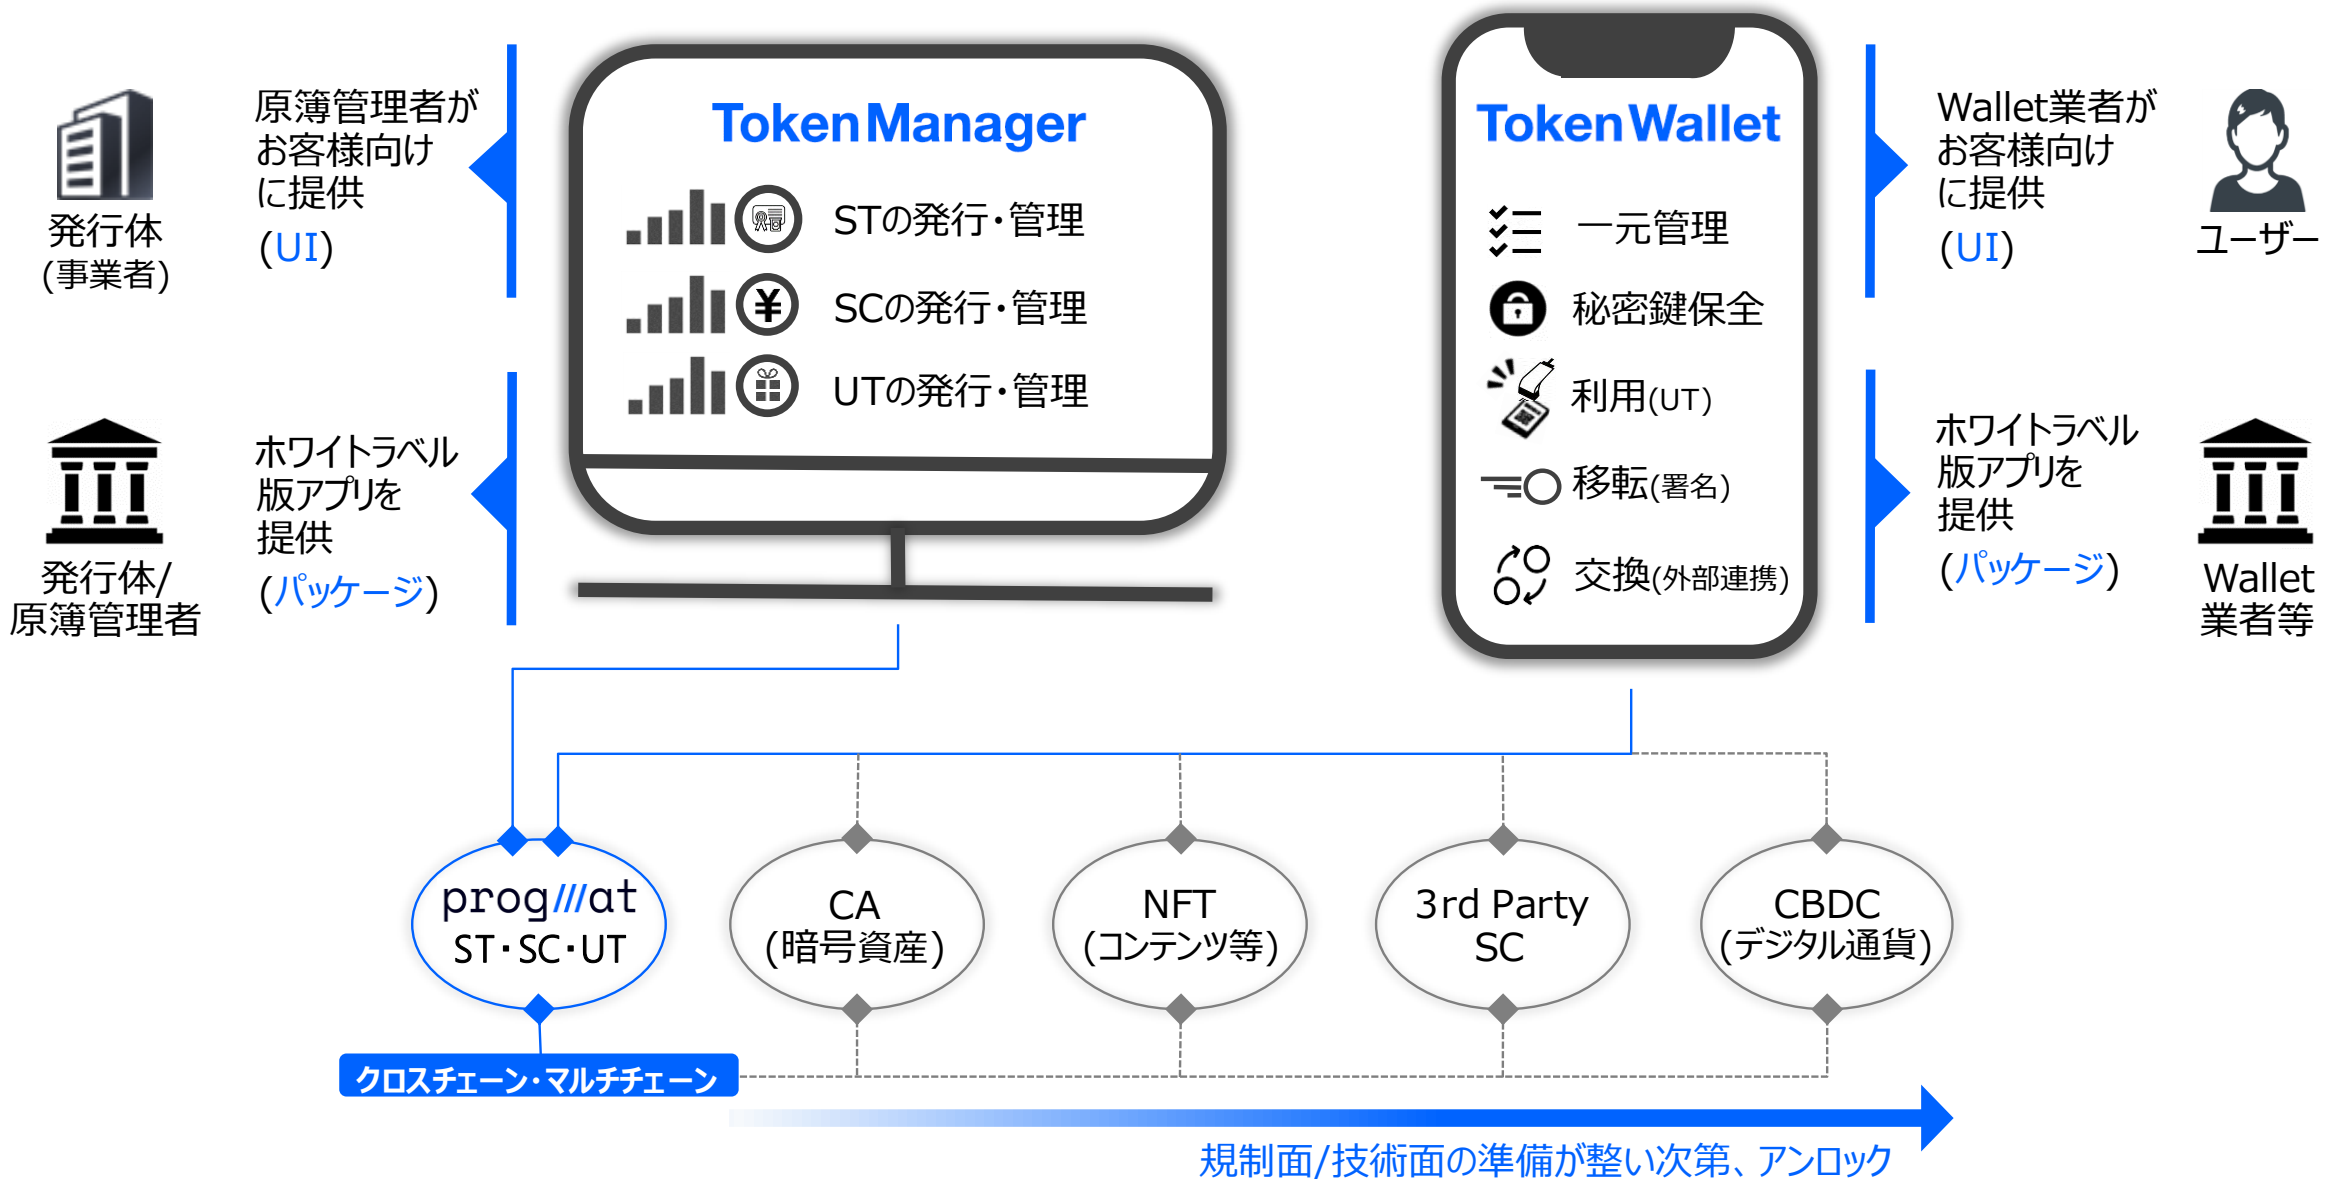 発行体
(事業者)
原簿管理者が
お客様向け
に提供
(UI)
発行体/
原簿管理者
ホワイトラベル
版アプリを
提供
(パッケージ)
Token Manager
STの発行・管理
¥
SCの発行・管理
UTの発行・管理
Token Wallet
一元管理
秘密鍵保全
利用(UT)
移転(署名)
交換(外部連携)
Wallet業者が
お客様向け
に提供
(UI)
ユーザー
ホワイトラベル
版アプリを
提供
(パッケージ)
Wallet
業者等
progmat
ST・SC・UT
CA
(暗号資産)
NFT
(コンテンツ等)
3rd Party
SC
CBDC
(デジタル通貨)
クロスチェーン・マルチチェーン
規制面/技術面の準備が整い次第、アンロック